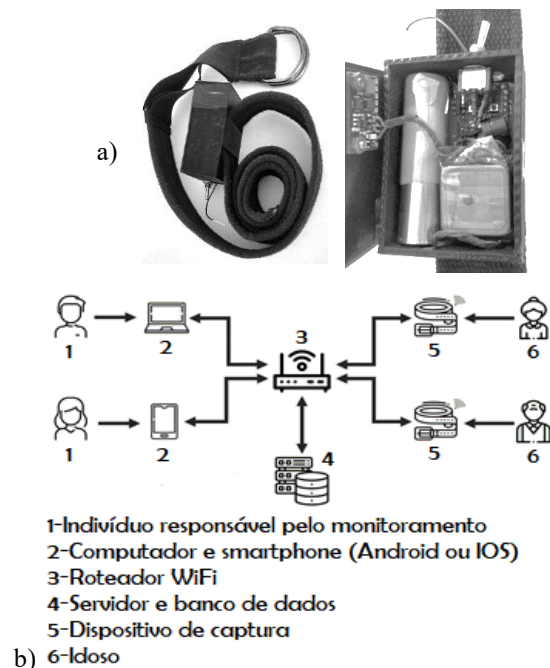 a)
1
2
3
5
6
1
2
4
5
6
1-Indivíduo responsável pelo monitoramento
2-Computador e smartphone (Android ou IOS)
3-Roteador WiFi
4-Servidor e banco de dados
5-Dispositivo de captura
b) 6-Idoso